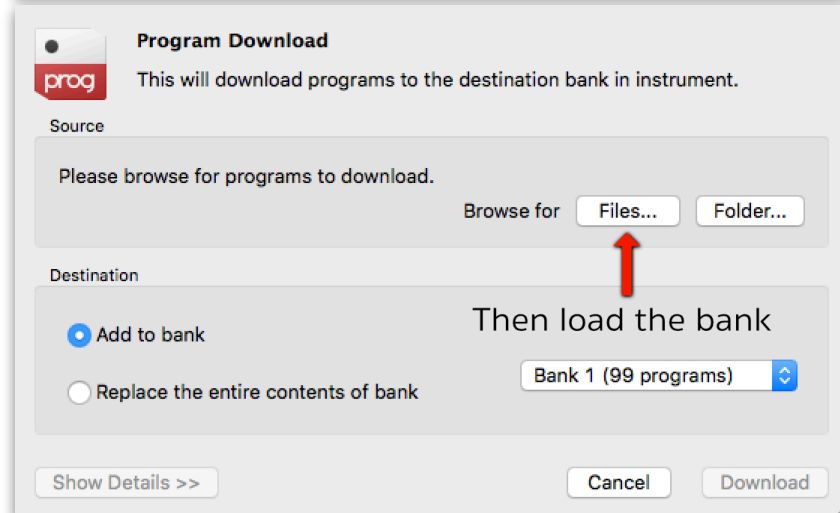 Program Download
prog
This will download programs to the destination bank in instrument.
Source
Please browse for programs to download.
Browse for Files... Folder...
Destination
Then load the bank
Add to bank
Bank 1 (99 programs)
Replace the entire contents of bank
Show Details >> Cancel Download